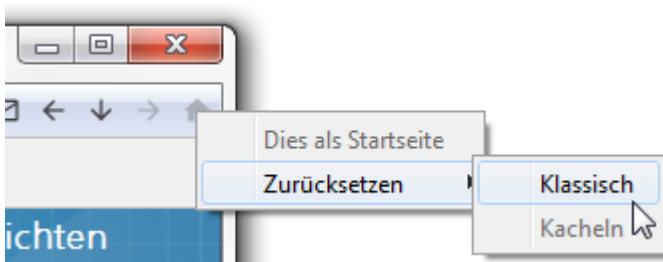 Dies als Startseite
Zurücksetzen
Klassisch
Kacheln
ichten